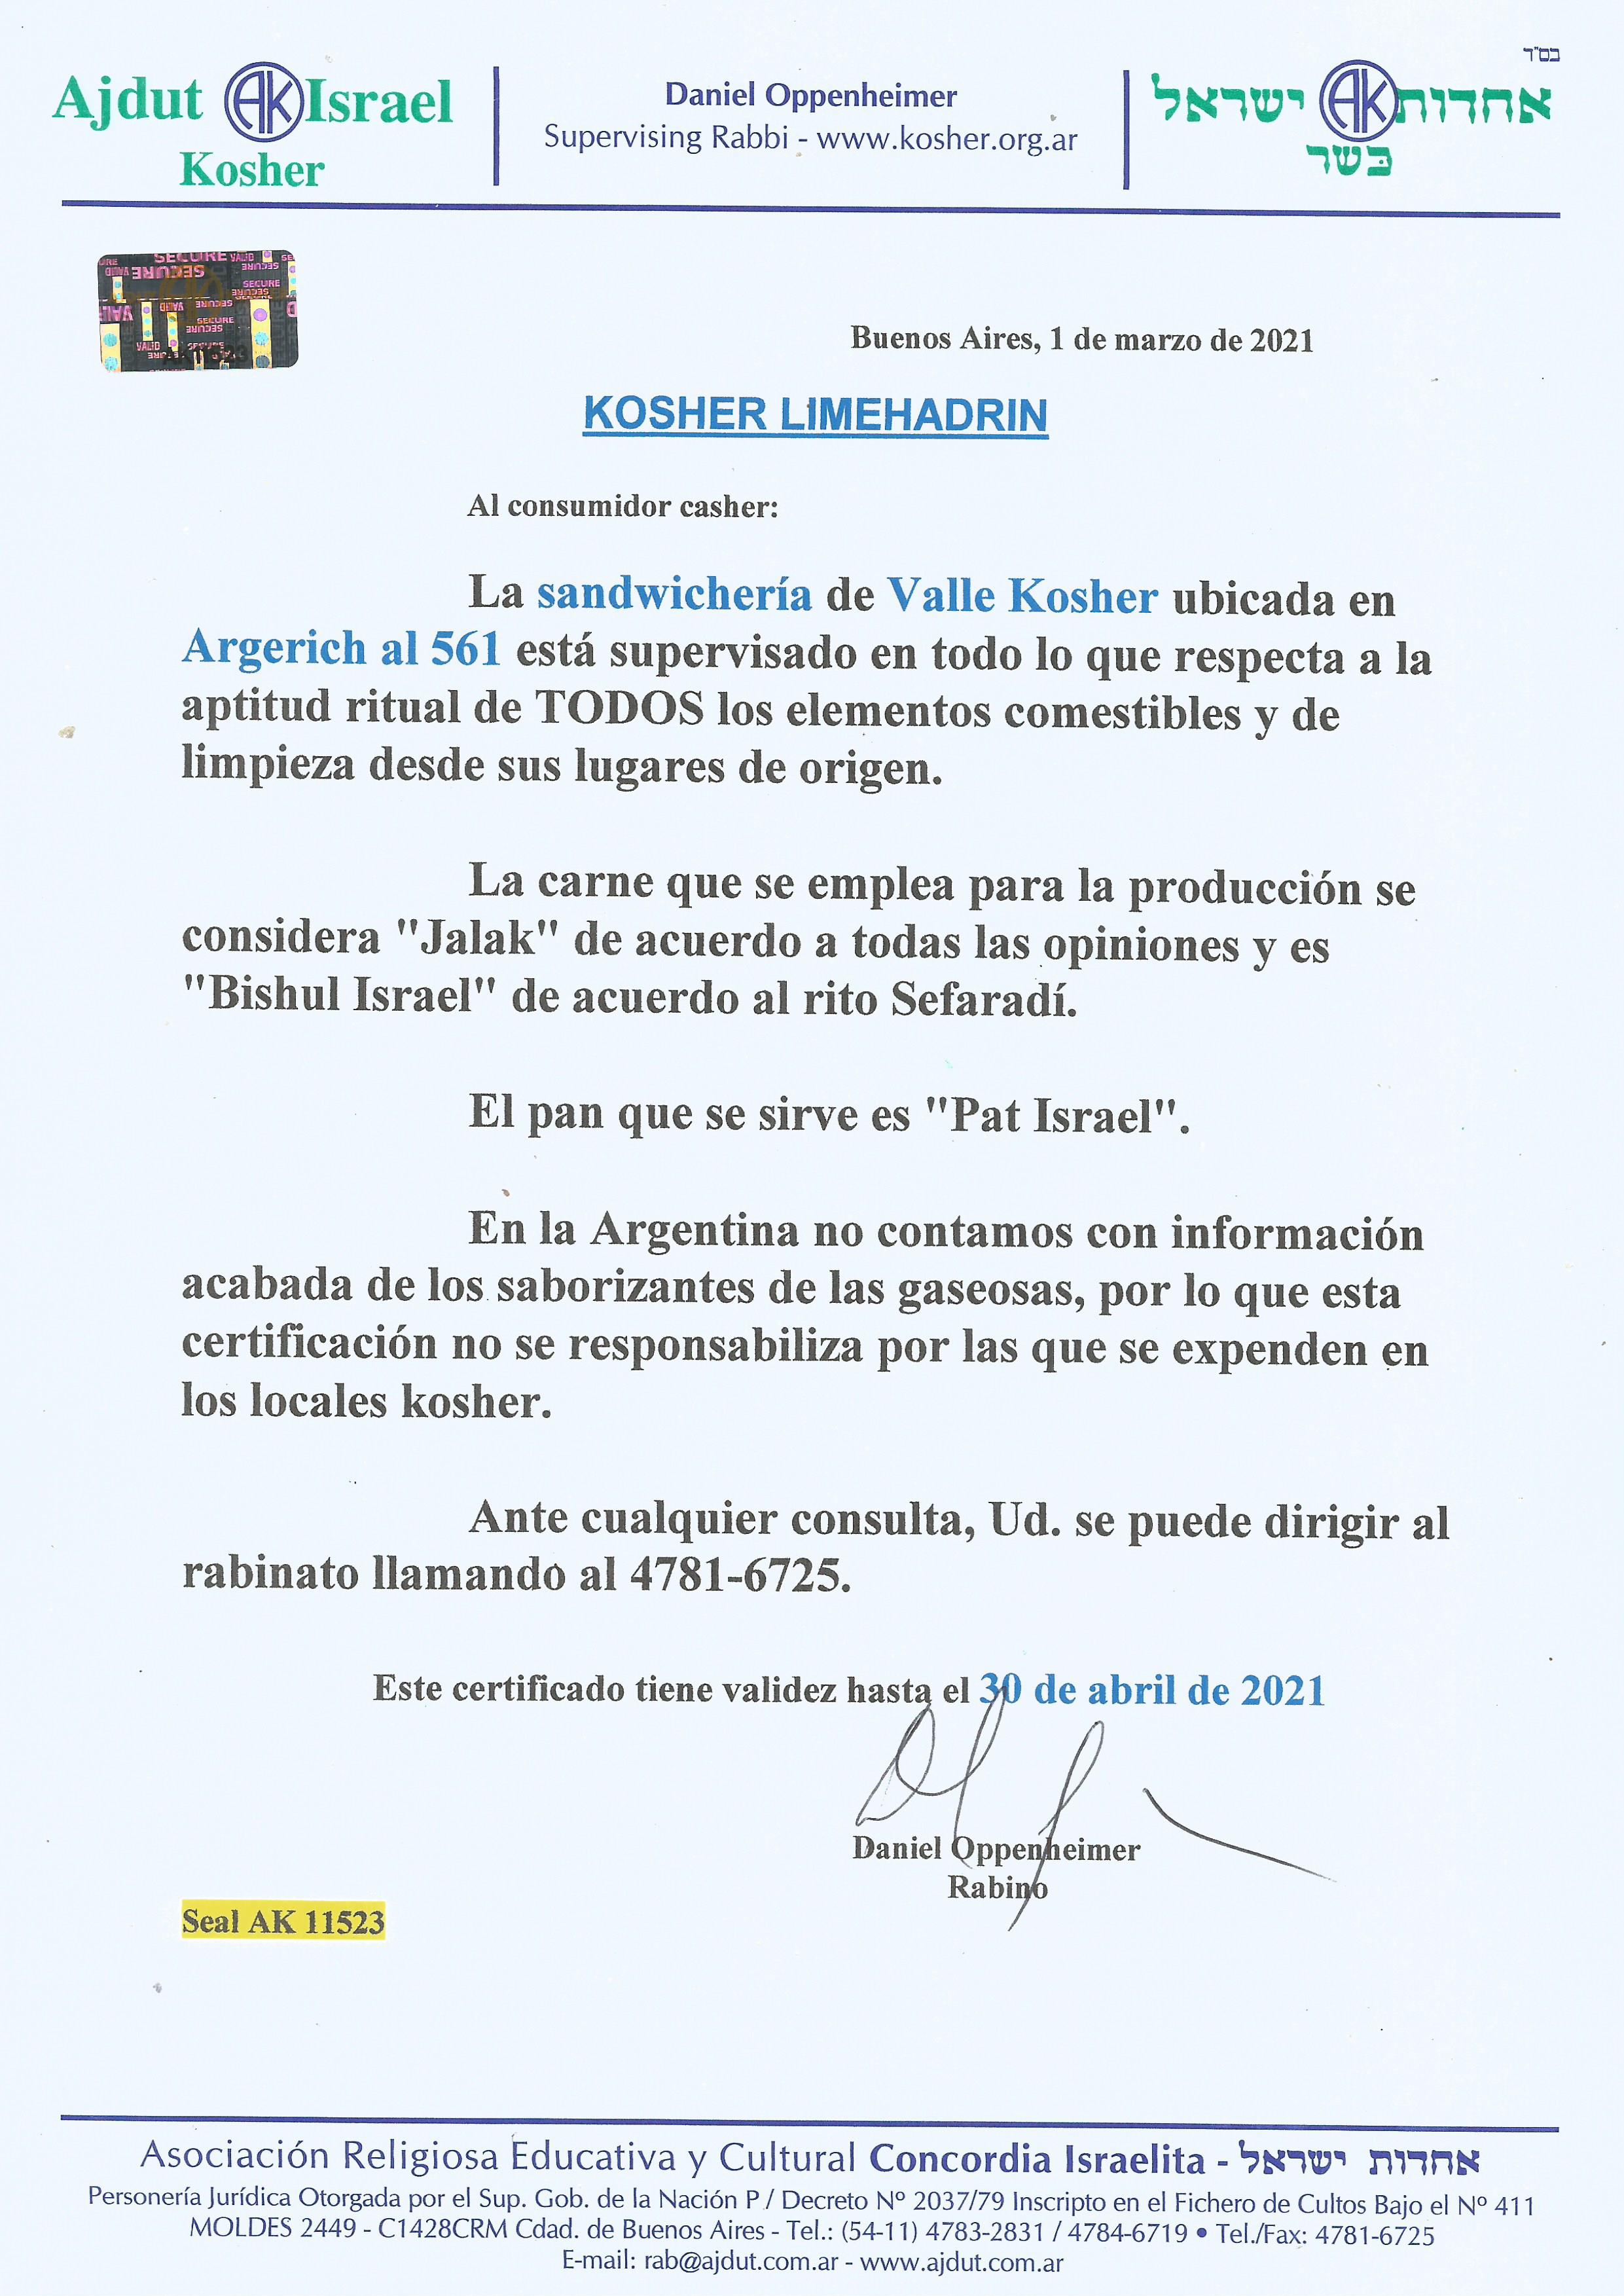 בס"ד
Ajdut AK Israel
Kosher
Daniel Oppenheimer
Supervising Rabbi - www.kosher.org.ar
אחדות AK ישראל
כשר
SECURE VALID
SECURE
VALID SECURE
SECURE
VALID SECURE
Buenos Aires, 1 de marzo de 2021
KOSHER LIMEHADRIN
Al consumidor casher:
La sandwichería de Valle Kosher ubicada en
Argerich al 561 está supervisado en todo lo que respecta a la
aptitud ritual de TODOS los elementos comestibles y de
limpieza desde sus lugares de origen.
La carne que se emplea para la producción se
considera "Jalak" de acuerdo a todas las opiniones y es
"Bishul Israel" de acuerdo al rito Sefaradí.
El pan que se sirve es "Pat Israel".
En la Argentina no contamos con información
acabada de los saborizantes de las gaseosas, por lo que esta
certificación no se responsabiliza por las que se expenden en
los locales kosher.
Ante cualquier consulta, Ud. se puede dirigir al
rabinato llamando al 4781-6725.
Este certificado tiene validez hasta el 30 de abril de 2021
Daniel Oppenheimer
Rabino
Seal AK 11523
Asociación Religiosa Educativa y Cultural Concordia Israelita - אחדות ישראל
Personería Jurídica Otorgada por el Sup. Gob. de la Nación P / Decreto Nº 2037/79 Inscripto en el Fichero de Cultos Bajo el Nº 411
MOLDES 2449 - C1428CRM Cdad. de Buenos Aires - Tel.: (54-11) 4783-2831 / 4784-6719 • Tel./Fax: 4781-6725
E-mail: rab@ajdut.com.ar - www.ajdut.com.ar